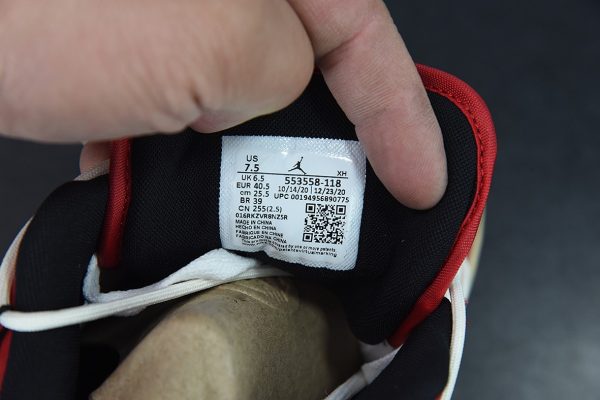 US
7.5 XH
UK 6.5 553558-118
EUR 40.5 10/14/20 12/23/20
cm 25.5 UPC 00194956890775
BR 39
CN 255(2.5)
016RKZVR8NZ5R
MADE IN CHINA
HECHO EN CHINA
FABRIQUE EN CHINE
FABRICADO NA CHINA